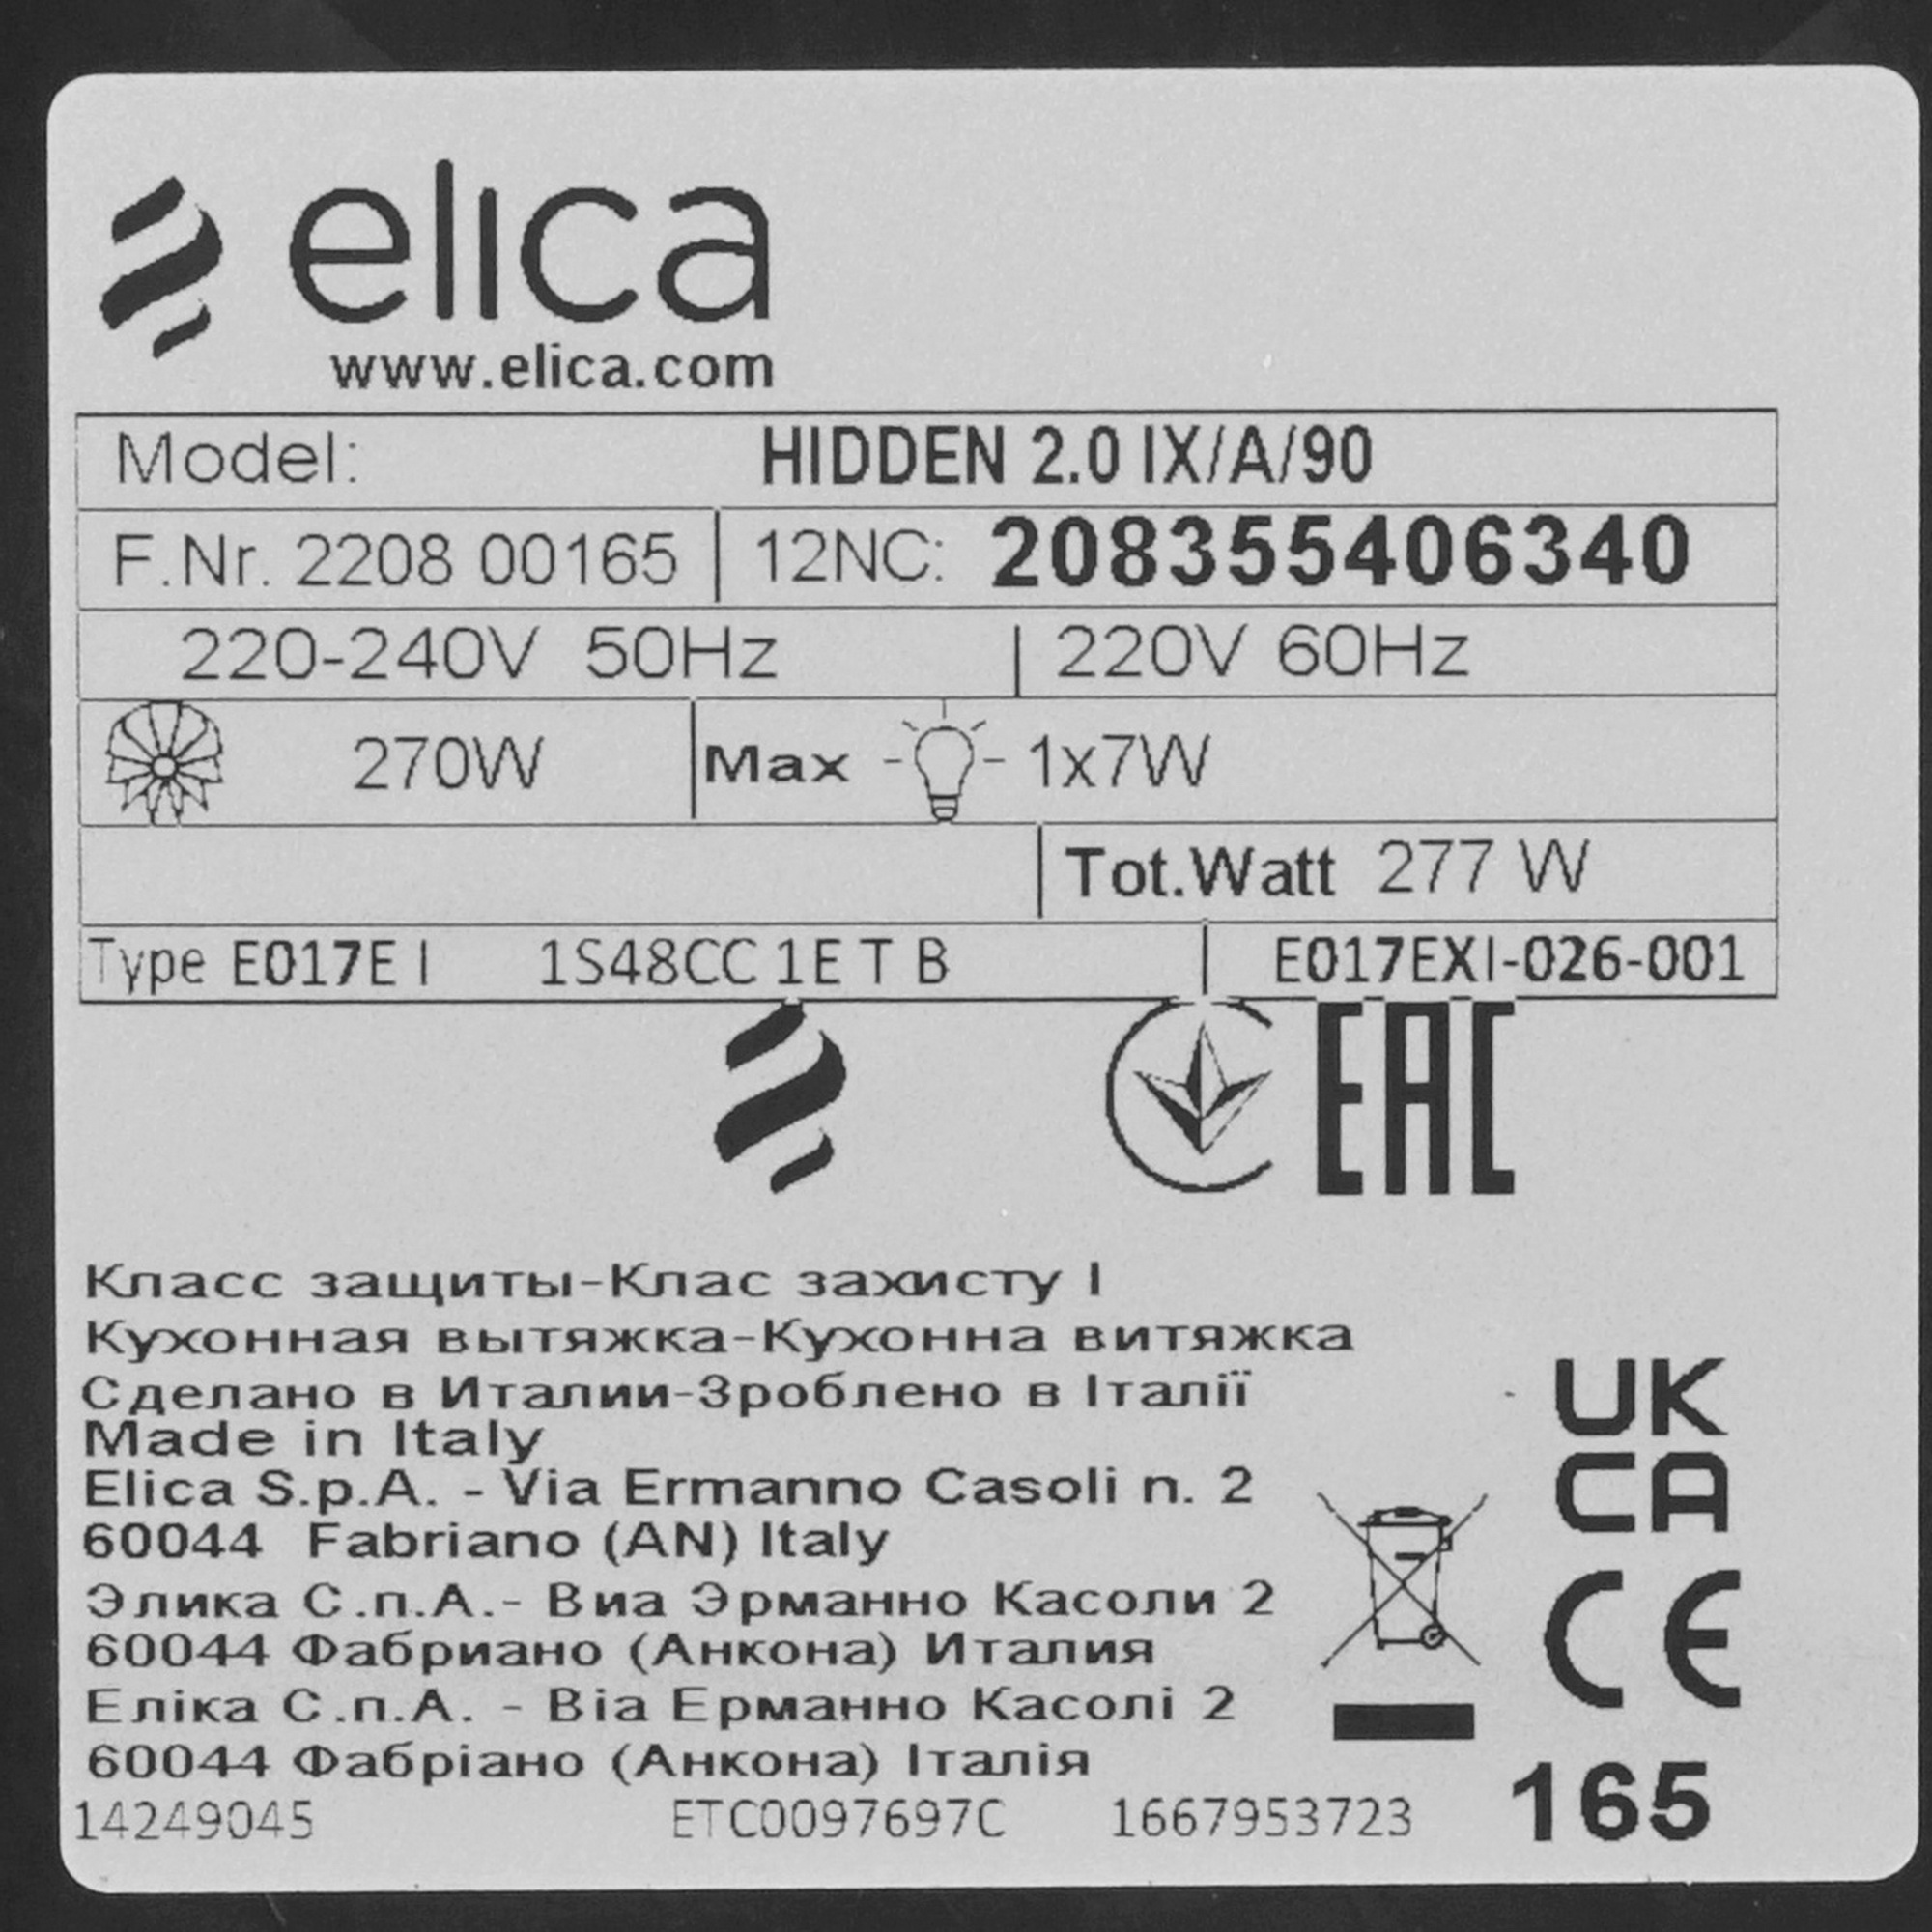 elica
www.elica.com
Model: HIDDEN 2.0 IX/A/90
F.Nr. 2208 00165 12NC: 208355406340
220-240V 50Hz 220V 60Hz
270W Max 1x7W
Tot.Watt 277 W
Type E017E I 1S48CC 1E T B E017EXI-026-001
EAC
Класс защиты-Клас захисту I
Кухонная вытяжка-Кухонна витяжка
Сделано в Италии-Зроблено в Італії
Made in Italy
Elica S.p.A. - Via Ermanno Casoli n. 2
60044 Fabriano (AN) Italy
Элика С.п.А.- Виа Эрманно Касоли 2
60044 Фабриано (Анкона) Италия
Еліка С.п.А. - Віа Ерманно Касолі 2
60044 Фабріано (Анкона) Італія
UK
CA
CE
165
14249045 ETC0097697C 1667953723